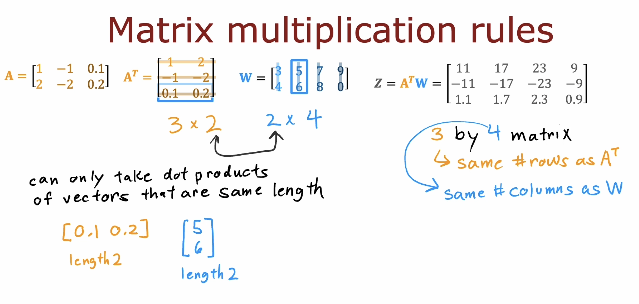 Matrix multiplication rules
A = [1 -1 0.1
2 -2 0.2]
Aᵀ = [1 2
-1 -2
0.1 0.2]
W = [3 5 7 9
4 6 8 0]
Z = AᵀW = [11 17 23 9
-11 -17 -23 -9
1.1 1.7 2.3 0.9]
3 × 2
2 × 4
3 by 4 matrix
↳ same # rows as Aᵀ
same # columns as W
can only take dot products
of vectors that are same length
[0.1 0.2]
length 2
[5
6]
length 2